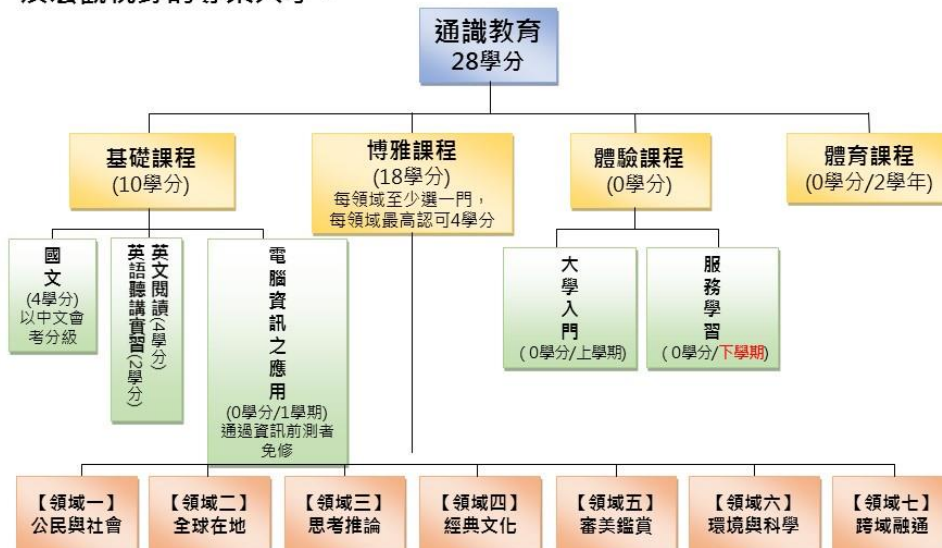 通識教育
28學分
基礎課程
(10學分)
博雅課程
(18學分)
每領域至少選一門，
每領域最高認可4學分
體驗課程
(0學分)
體育課程
(0學分/2學年)
國文
(4學分)
以中文會
考分級
英文閱讀(4學分)
英語聽講實習(2學分)
電腦資訊之應用
(0學分/1學期)
通過資訊前測者
免修
大學入門
( 0學分/上學期)
服務學習
( 0學分/下學期)
【領域一】
公民與社會
【領域二】
全球在地
【領域三】
思考推論
【領域四】
經典文化
【領域五】
審美鑑賞
【領域六】
環境與科學
【領域七】
跨域融通